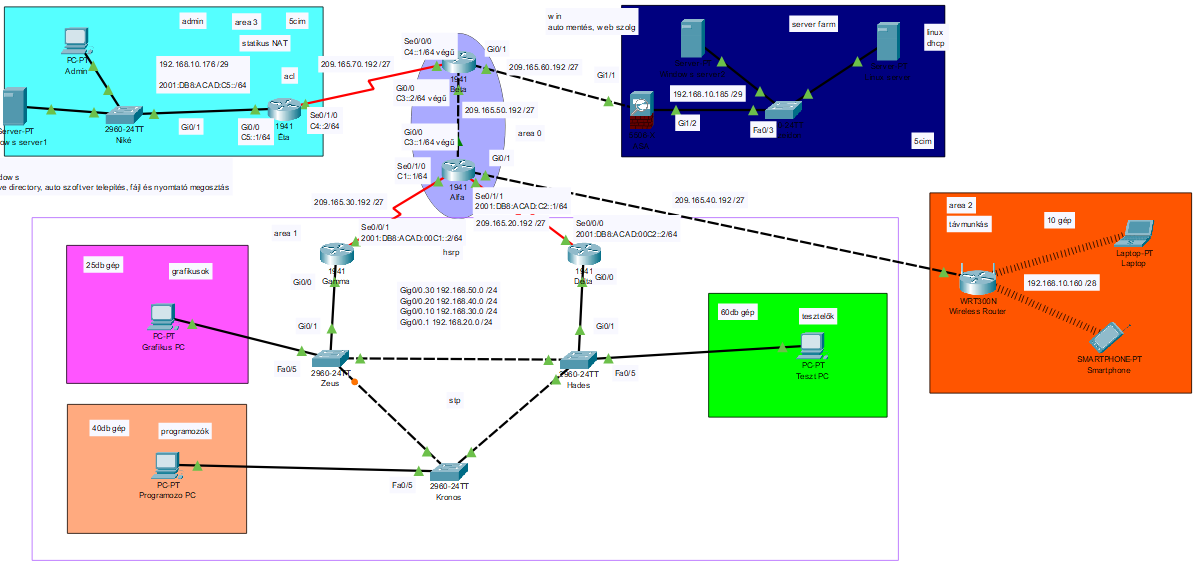 admin
area 3
5cim
statikus NAT
PC-PT
Admin
192.168.10.176 /29
2001:DB8:ACAD:C5::/64
acl
Server-PT
server1
2960-24TT
Niké
Gi0/1
Gi0/0
C5::1/64
1941
Éta
Se0/1/0
C4::2/64
209.165.70.192 /27
ve directory, auto szoftver telepítés, fájl és nyomtató megosztás
Se0/0/0
C4::1/64 végű
Gi0/1
1941
Béta
Gi0/0
C3::2/64 végű
209.165.50.192 /27
area 0
Gi0/0
C3::1/64 végű
Gi0/1
Se0/1/0
C1::1/64
1941
Alfa
Se0/1/1
2001:DB8:ACAD:C2::1/64
209.165.60.192 /27
win
auto mentés, web szolg
Gi1/1
server farm
linux
dhcp
192.168.10.185 /29
Gi1/2
Fa0/3
5cim
209.165.40.192 /27
area 2
távmunkás
10 gép
Laptop-PT
Laptop
192.168.10.160 /28
WRT300N
Wireless Router
SMARTPHONE-PT
Smartphone
209.165.30.192 /27
209.165.20.192 /27
area 1
Se0/0/1
2001:DB8:ACAD:00C1::2/64
hsrp
Se0/0/0
2001:DB8:ACAD:00C2::2/64
1941
Gamma
Gi0/0
1941
Delta
Gi0/0
Gig0/0.30 192.168.50.0 /24
Gig0/0.20 192.168.40.0 /24
Gig0/0.10 192.168.30.0 /24
Gig0/0.1 192.168.20.0 /24
25db gép
grafikusok
PC-PT
Grafikus PC
Gi0/1
Fa0/5
2960-24TT
Zeus
Gi0/1
2960-24TT
Hades
Fa0/5
60db gép
tesztelők
PC-PT
Teszt PC
stp
40db gép
programozók
PC-PT
Programozo PC
Fa0/5
2960-24TT
Kronos